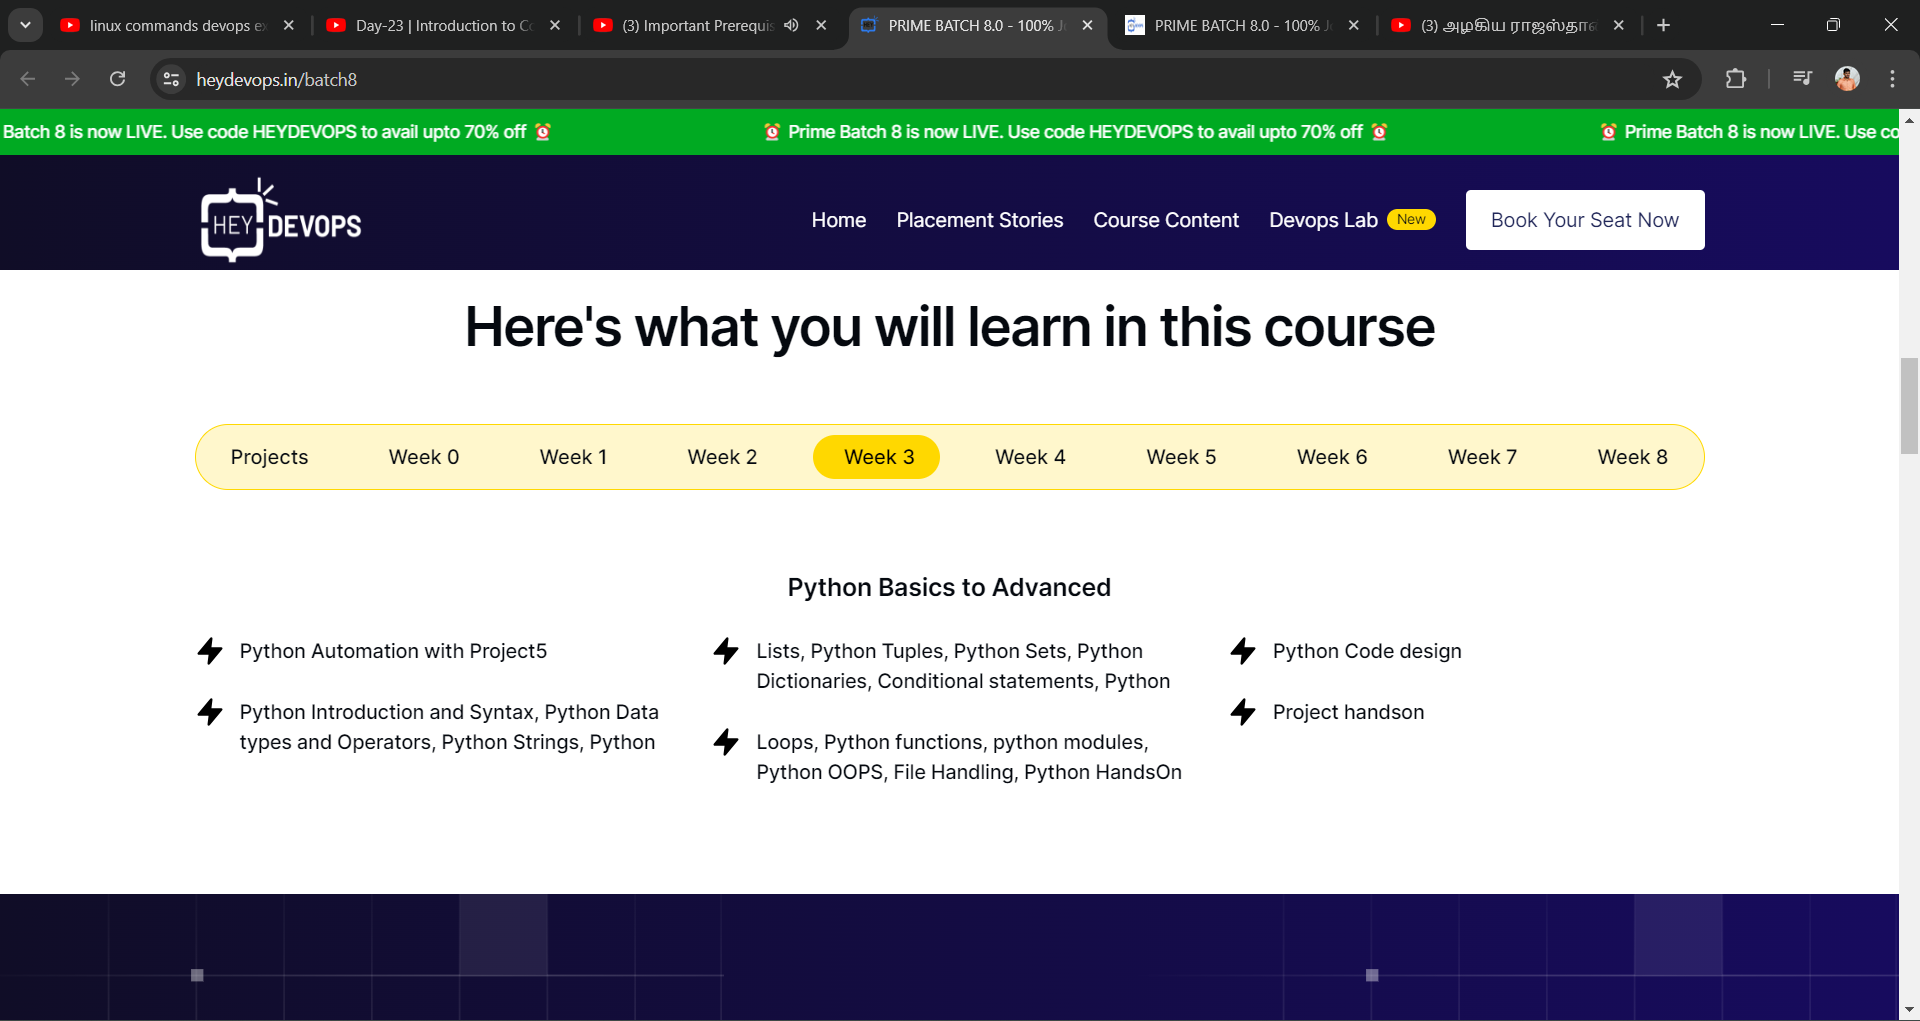 linux commands devops ex
Day-23 | Introduction to Co
(3) Important Prerequis
PRIME BATCH 8.0 - 100% J
PRIME BATCH 8.0 - 100% J
(3) அழகிய ராஜஸ்தான்
heydevops.in/batch8
Batch 8 is now LIVE. Use code HEYDEVOPS to avail upto 70% off ⏰
⏰ Prime Batch 8 is now LIVE. Use code HEYDEVOPS to avail upto 70% off ⏰
⏰ Prime Batch 8 is now LIVE. Use co
HEY DEVOPS
Home
Placement Stories
Course Content
Devops Lab New
Book Your Seat Now
Here's what you will learn in this course
Projects
Week 0
Week 1
Week 2
Week 3
Week 4
Week 5
Week 6
Week 7
Week 8
Python Basics to Advanced
Python Automation with Project5
Python Introduction and Syntax, Python Data
types and Operators, Python Strings, Python
Lists, Python Tuples, Python Sets, Python
Dictionaries, Conditional statements, Python
Loops, Python functions, python modules,
Python OOPS, File Handling, Python HandsOn
Python Code design
Project handson